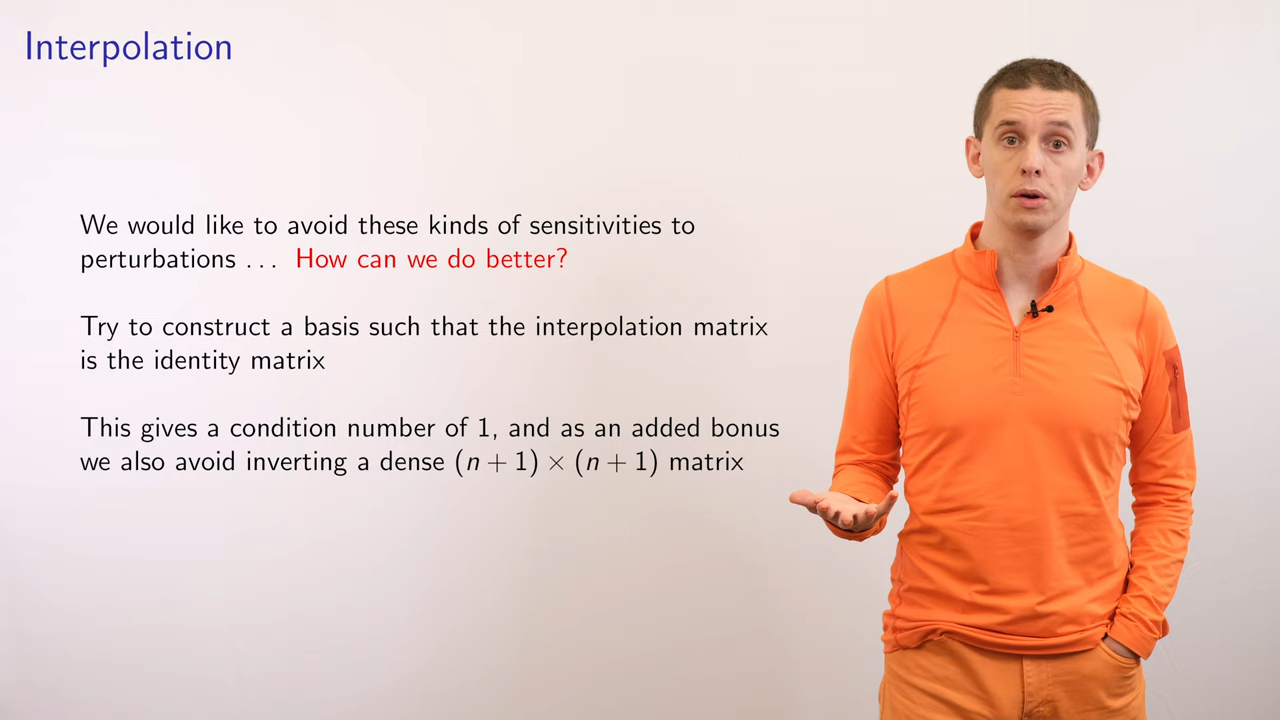 Interpolation
We would like to avoid these kinds of sensitivities to
perturbations ... How can we do better?
Try to construct a basis such that the interpolation matrix
is the identity matrix
This gives a condition number of 1, and as an added bonus
we also avoid inverting a dense (n + 1) × (n + 1) matrix